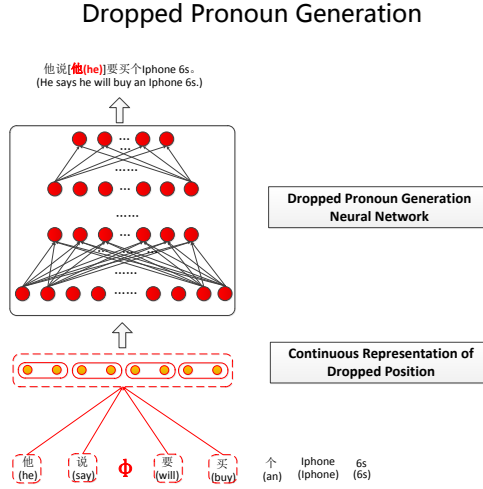 Dropped Pronoun Generation
他说[他(he)]要买个Iphone 6s。
(He says he will buy an Iphone 6s.)
...
...
......
...
......
...
...
......
......
Dropped Pronoun Generation
Neural Network
Continuous Representation of
Dropped Position
他 说 Φ 要 买 个 Iphone 6s
(he) (say) (will) (buy) (an) (Iphone) (6s)